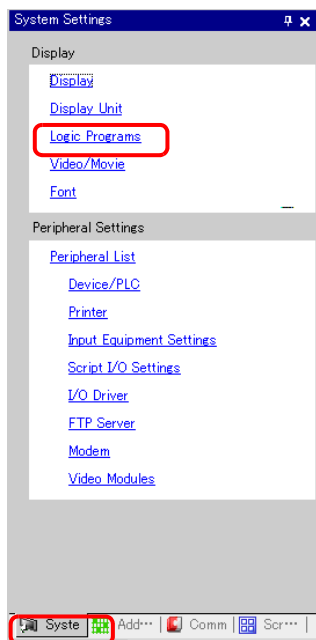 System Settings
Display
Display
Display Unit
Logic Programs
Video/Movie
Font
Peripheral Settings
Peripheral List
Device/PLC
Printer
Input Equipment Settings
Script I/O Settings
I/O Driver
FTP Server
Modem
Video Modules
Syste Add··· Comm Scr···